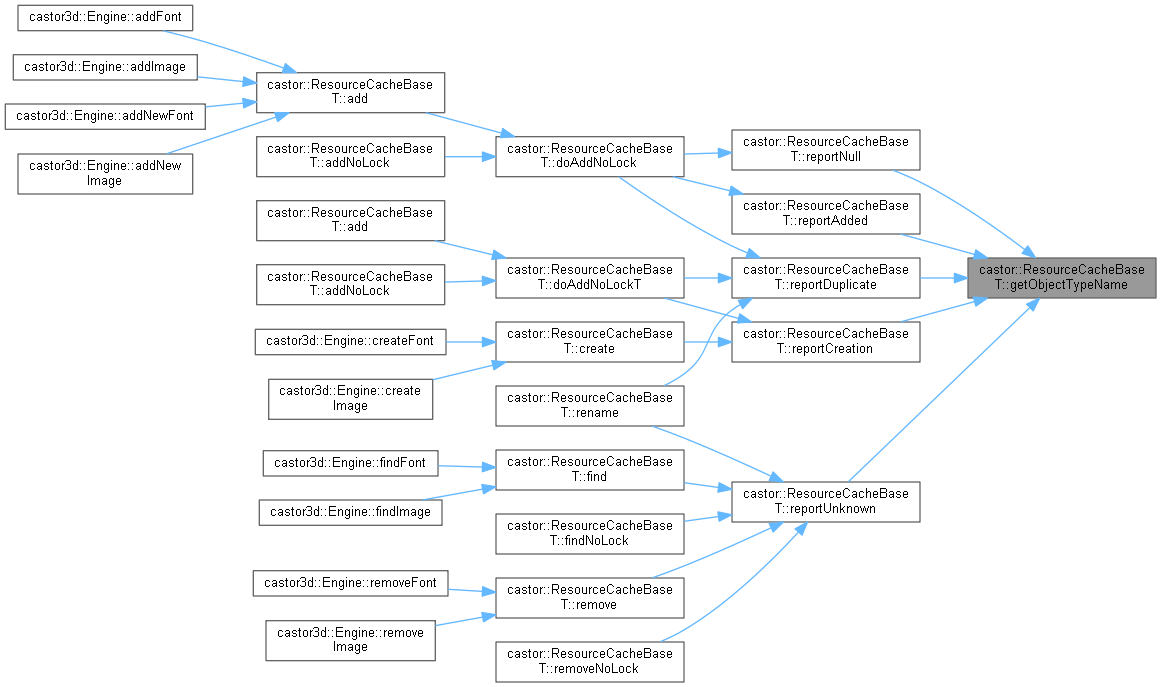 castor3d::Engine::addFont
castor3d::Engine::addImage
castor3d::Engine::addNewFont
castor3d::Engine::addNew
Image
castor::ResourceCacheBase
T::add
castor::ResourceCacheBase
T::addNoLock
castor::ResourceCacheBase
T::add
castor::ResourceCacheBase
T::addNoLock
castor3d::Engine::createFont
castor3d::Engine::create
Image
castor3d::Engine::findFont
castor3d::Engine::findImage
castor3d::Engine::removeFont
castor3d::Engine::remove
Image
castor::ResourceCacheBase
T::doAddNoLock
castor::ResourceCacheBase
T::doAddNoLockT
castor::ResourceCacheBase
T::create
castor::ResourceCacheBase
T::rename
castor::ResourceCacheBase
T::find
castor::ResourceCacheBase
T::findNoLock
castor::ResourceCacheBase
T::remove
castor::ResourceCacheBase
T::removeNoLock
castor::ResourceCacheBase
T::reportNull
castor::ResourceCacheBase
T::reportAdded
castor::ResourceCacheBase
T::reportDuplicate
castor::ResourceCacheBase
T::reportCreation
castor::ResourceCacheBase
T::reportUnknown
castor::ResourceCacheBase
T::getObjectTypeName